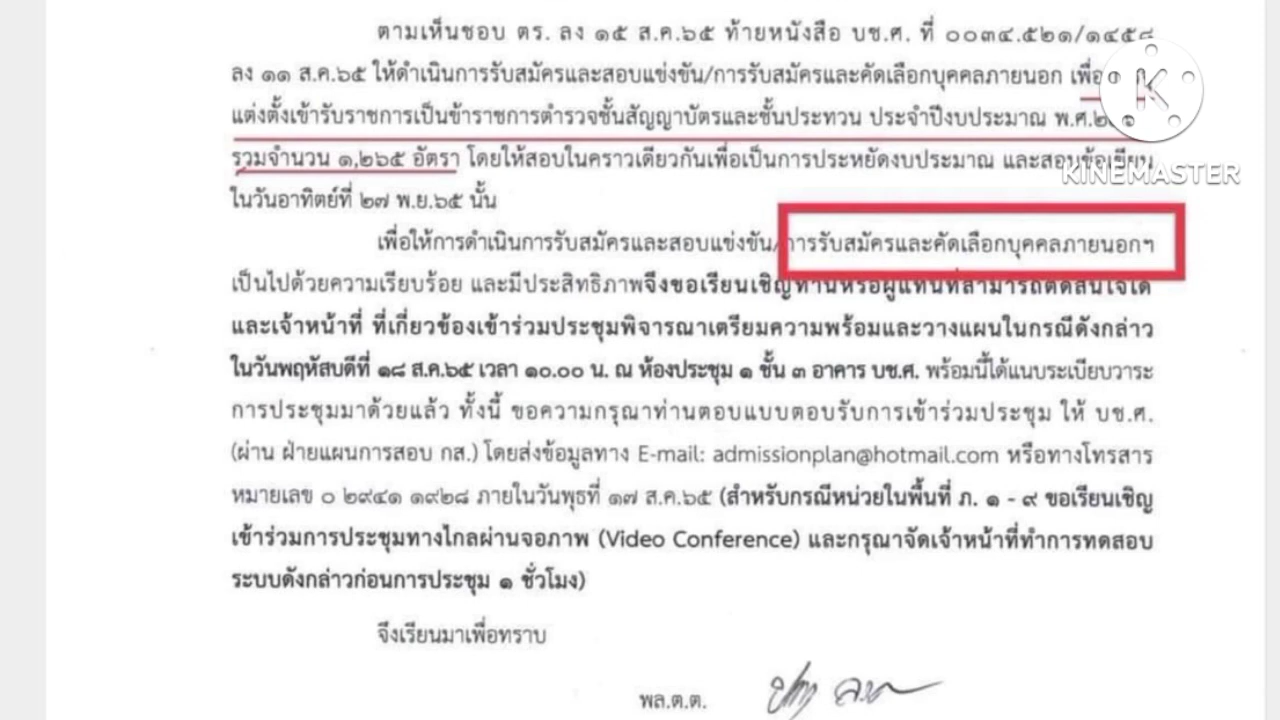 ตามเห็นชอบ ตร. ลง ๑๕ ส.ค.๖๕ ท้ายหนังสือ บช.ศ. ที่ ๐๐๓๔.๕๒๑/๑๔๕๘
ลง ๑๑ ส.ค.๖๕ ให้ดำเนินการรับสมัครและสอบแข่งขัน/การรับสมัครและคัดเลือกบุคคลภายนอก
แต่งตั้งเข้ารับราชการเป็นข้าราชการตำรวจชั้นสัญญาบัตรและชั้นประทวน ประจำปีงบประมาณ
รวมจำนวน ๑,๒๖๕ อัตรา โดยให้สอบในคราวเดียวกันเพื่อเป็นการประหยัดงบประมาณ และสอบข้อเขียน
KINEMASTER
ในวันอาทิตย์ที่ ๒๗ พ.ย.๖๕ นั้น
เพื่อให้การดำเนินการรับสมัครและสอบแข่งขัน/การรับสมัครและคัดเลือกบุคคลภายนอกฯ
เป็นไปด้วยความเรียบร้อย และมีประสิทธิภาพจึงขอเรียนเชิญท่านหรือผู้แทนที่สามารถตัดสินใจได้
และเจ้าหน้าที่ ที่เกี่ยวข้องเข้าร่วมประชุมพิจารณาเตรียมความพร้อมและวางแผนในกรณีดังกล่าว
ในวันพฤหัสบดีที่ ๑๘ ส.ค.๖๕ เวลา ๑๐.๐๐ น. ณ ห้องประชุม ๑ ชั้น ๓ อาคาร บช.ศ. พร้อมนี้ได้แนบระเบียบวาระ
การประชุมมาด้วยแล้ว ทั้งนี้ ขอความกรุณาท่านตอบแบบตอบรับการเข้าร่วมประชุม ให้ บช.ศ.
(ผ่าน ฝ่ายแผนการสอบ กส.) โดยส่งข้อมูลทาง E-mail: admissionplan@hotmail.com หรือทางโทรสาร
หมายเลข ๐ ๒๙๔๑ ๑๙๒๘ ภายในวันพุธที่ ๑๗ ส.ค.๖๕ (สำหรับกรณีหน่วยในพื้นที่ ภ. ๑ - ๙ ขอเรียนเชิญ
เข้าร่วมการประชุมทางไกลผ่านจอภาพ (Video Conference) และกรุณาจัดเจ้าหน้าที่ทำการทดสอบ
ระบบดังกล่าวก่อนการประชุม ๑ ชั่วโมง)
จึงเรียนมาเพื่อทราบ
พล.ต.ต.